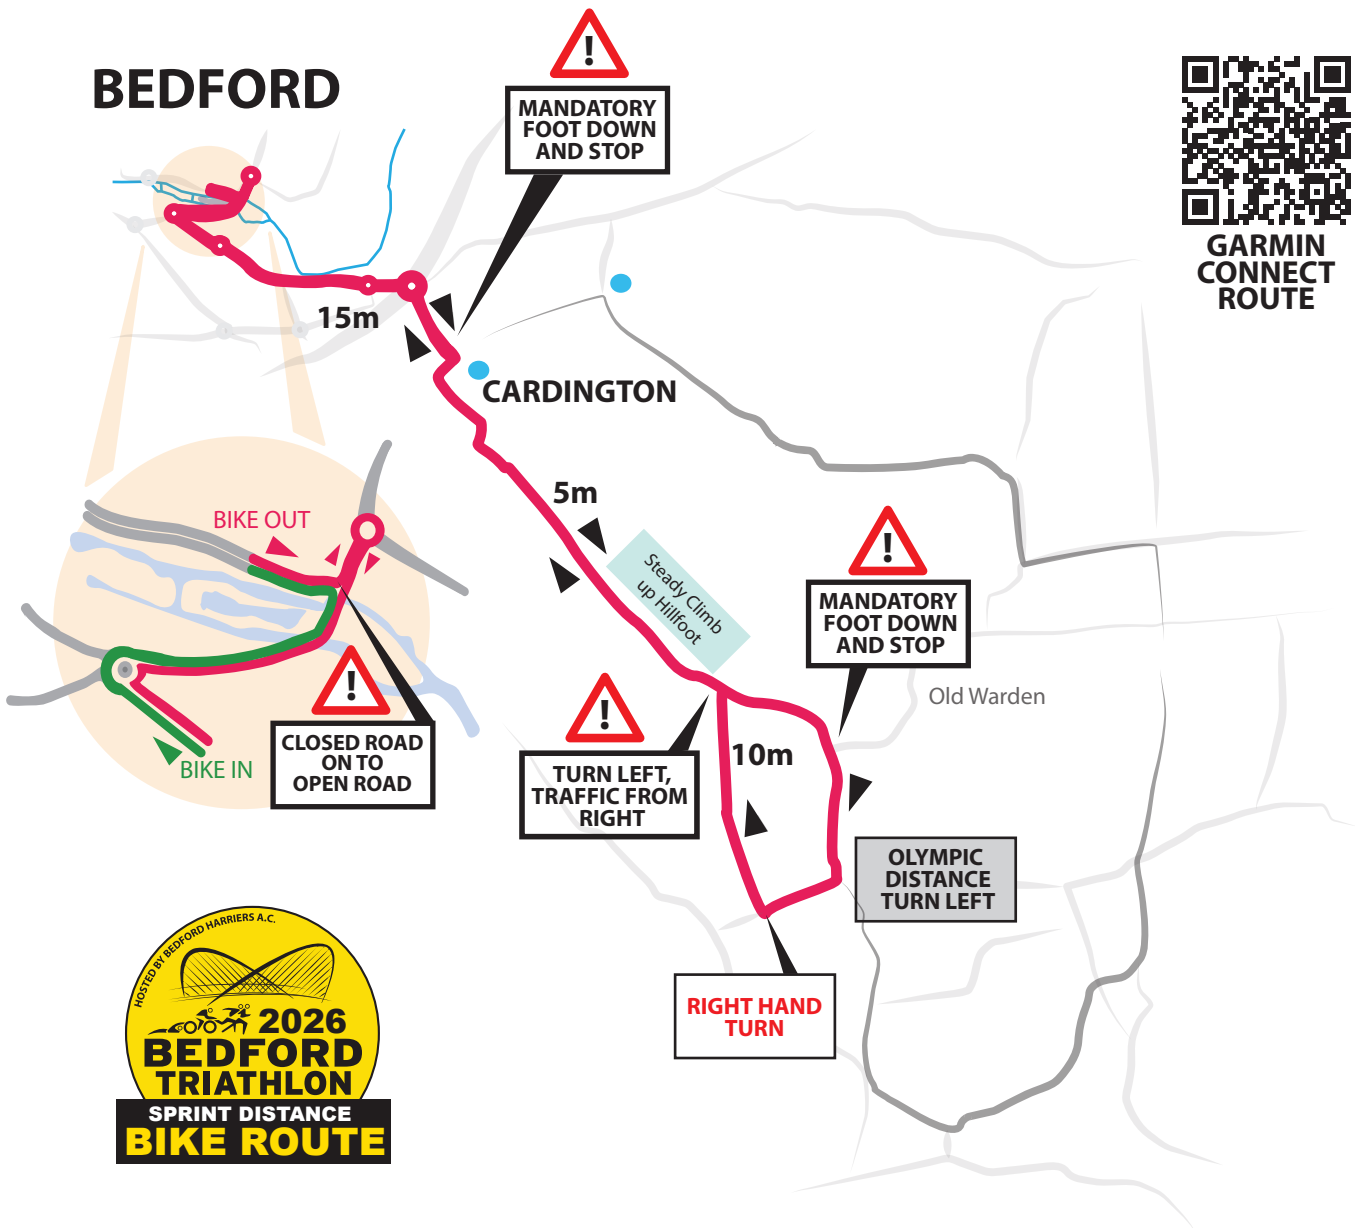 BEDFORD
MANDATORY
FOOT DOWN
AND STOP
GARMIN
CONNECT
ROUTE
15m
CARDINGTON
5m
Steady Climb
up Hillfoot
BIKE OUT
BIKE IN
CLOSED ROAD
ON TO
OPEN ROAD
MANDATORY
FOOT DOWN
AND STOP
Old Warden
TURN LEFT,
TRAFFIC FROM
RIGHT
10m
OLYMPIC
DISTANCE
TURN LEFT
RIGHT HAND
TURN
HOSTED BY BEDFORD HARRIERS A.C.
2026
BEDFORD
TRIATHLON
SPRINT DISTANCE
BIKE ROUTE